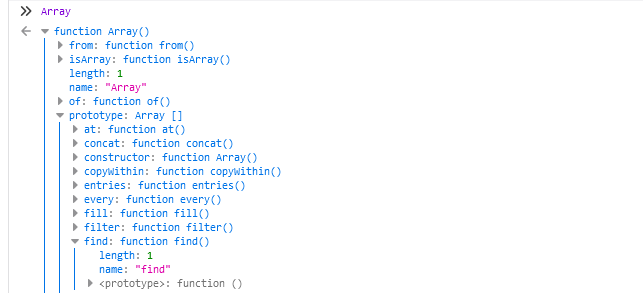 Array
function Array()
from: function from()
isArray: function isArray()
length: 1
name: "Array"
of: function of()
prototype: Array []
at: function at()
concat: function concat()
constructor: function Array()
copyWithin: function copyWithin()
entries: function entries()
every: function every()
fill: function fill()
filter: function filter()
find: function find()
length: 1
name: "find"
<prototype>: function ()